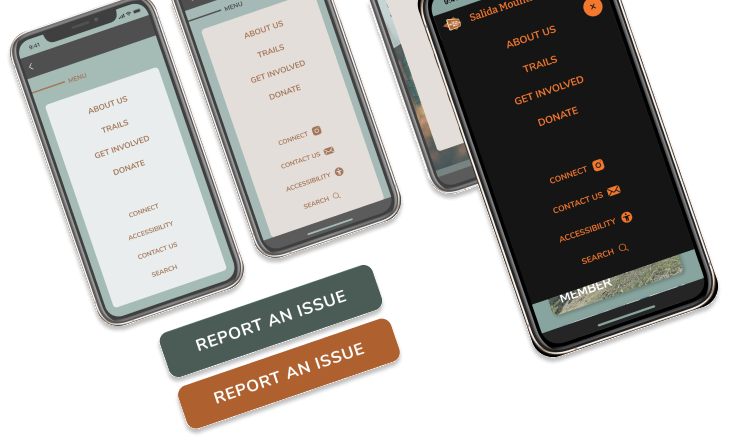 9:41
MENU
ABOUT US
TRAILS
GET INVOLVED
DONATE
CONNECT
ACCESSIBILITY
CONTACT US
SEARCH
MENU
ABOUT US
TRAILS
GET INVOLVED
DONATE
CONNECT
CONTACT US
ACCESSIBILITY
SEARCH
Salida
ABOUT US
TRAILS
GET INVOLVED
DONATE
CONNECT
CONTACT US
ACCESSIBILITY
SEARCH
MEMBER
REPORT AN ISSUE
REPORT AN ISSUE